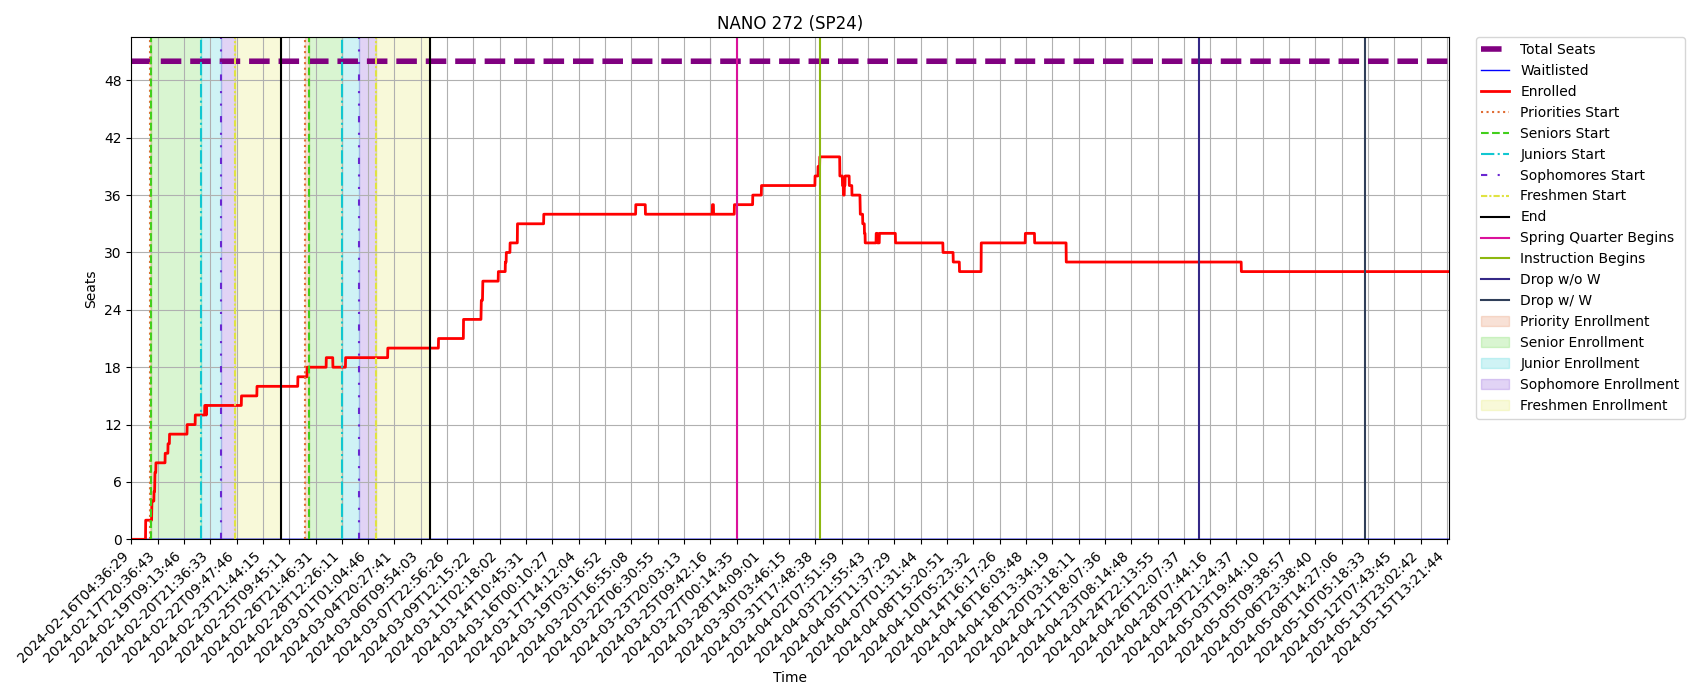 NANO 272 (SP24)
Seats
48
42
36
30
24
18
12
6
0
2024-02-16T04:36:29
2024-02-17T20:36:43
2024-02-19T09:13:46
2024-02-20T21:36:33
2024-02-22T09:47:46
2024-02-23T21:44:15
2024-02-25T09:45:11
2024-02-26T21:46:31
2024-02-28T12:26:11
2024-03-01T01:04:46
2024-03-04T20:27:41
2024-03-06T09:54:03
2024-03-07T22:56:26
2024-03-09T12:15:22
2024-03-11T02:18:02
2024-03-14T10:45:31
2024-03-16T00:10:27
2024-03-17T14:12:04
2024-03-19T03:16:52
2024-03-20T16:55:08
2024-03-22T06:30:55
2024-03-23T20:03:13
2024-03-25T09:42:16
2024-03-27T00:14:35
2024-03-28T14:09:01
2024-03-30T03:46:15
2024-03-31T17:48:38
2024-04-02T07:51:59
2024-04-03T21:55:43
2024-04-05T11:37:29
2024-04-07T01:31:44
2024-04-08T15:20:51
2024-04-10T05:23:32
2024-04-14T16:17:26
2024-04-16T16:03:48
2024-04-18T13:34:19
2024-04-20T03:18:11
2024-04-21T18:07:36
2024-04-23T08:14:48
2024-04-24T22:13:55
2024-04-26T12:07:37
2024-04-28T07:44:16
2024-04-29T21:24:37
2024-05-03T19:44:10
2024-05-05T09:38:57
2024-05-06T23:38:40
2024-05-08T14:27:06
2024-05-10T05:18:33
2024-05-12T07:43:45
2024-05-13T23:02:42
2024-05-15T13:21:44
Time
Total Seats
Waitlisted
Enrolled
Priorities Start
Seniors Start
Juniors Start
Sophomores Start
Freshmen Start
End
Spring Quarter Begins
Instruction Begins
Drop w/o W
Drop w/ W
Priority Enrollment
Senior Enrollment
Junior Enrollment
Sophomore Enrollment
Freshmen Enrollment